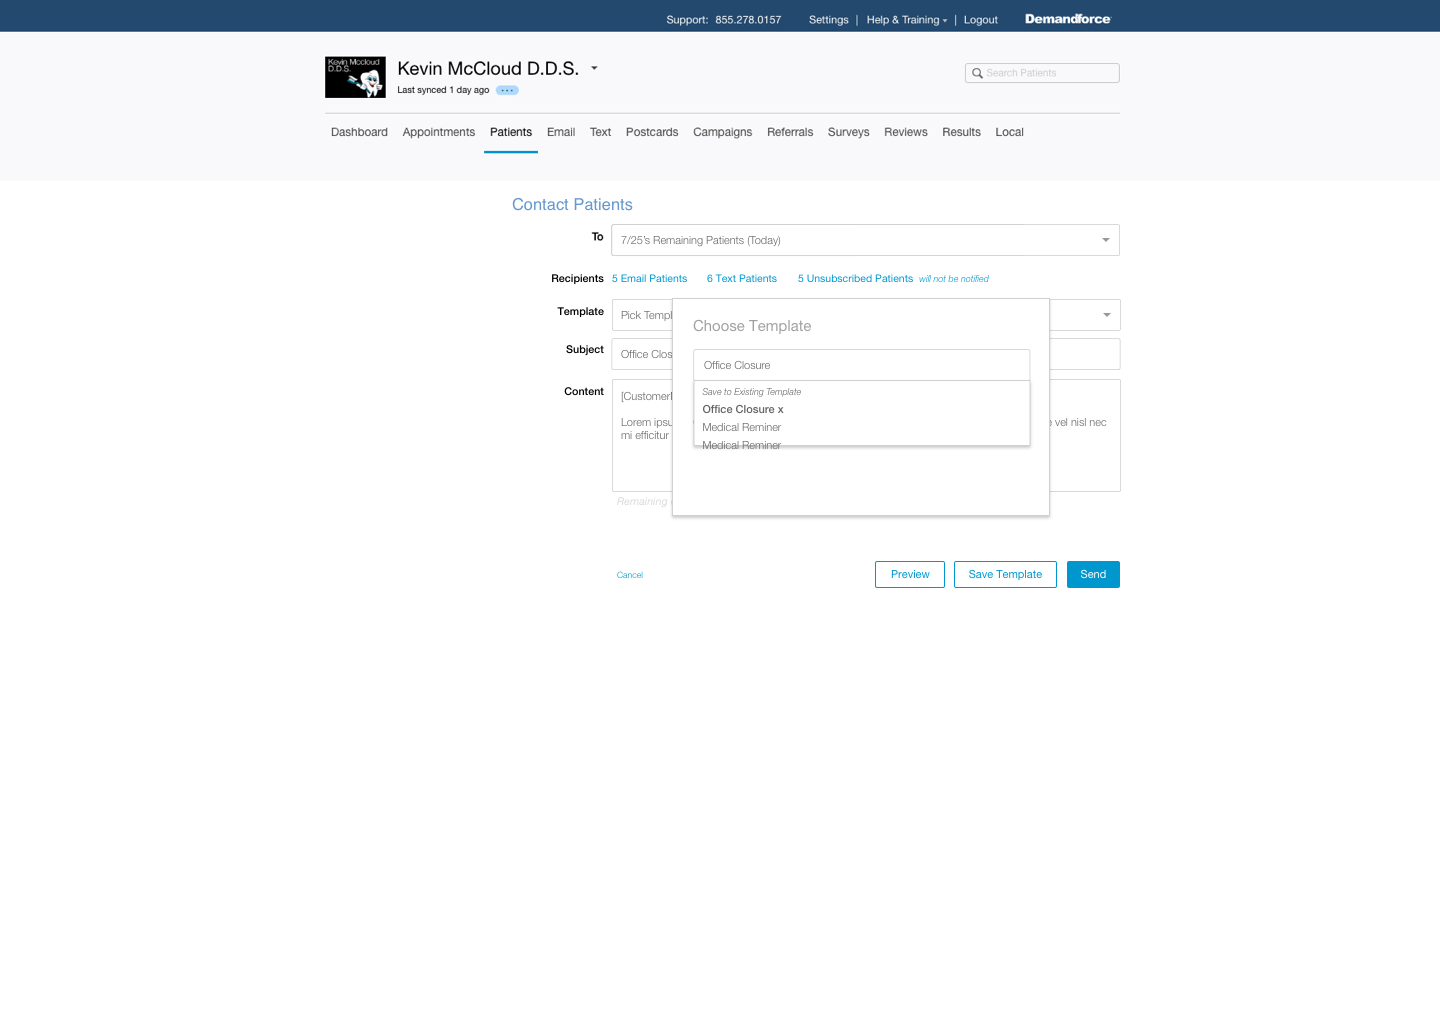 Support: 855.278.0157 Settings | Help & Training | Logout Demandforce
Kevin Mccloud D.D.S.
Kevin McCloud D.D.S.
Last synced 1 day ago
Search Patients
Dashboard Appointments Patients Email Text Postcards Campaigns Referrals Surveys Reviews Results Local
Contact Patients
To 7/25's Remaining Patients (Today)
Recipients 5 Email Patients 6 Text Patients 5 Unsubscribed Patients will not be notified
Template Pick Templ
Subject Office Clos
Content [Customer
Lorem ipsu vel nisl nec
mi efficitur
Remaining
Choose Template
Office Closure
Save to Existing Template
Office Closure x
Medical Reminer
Medical Reminer
Cancel Preview Save Template Send